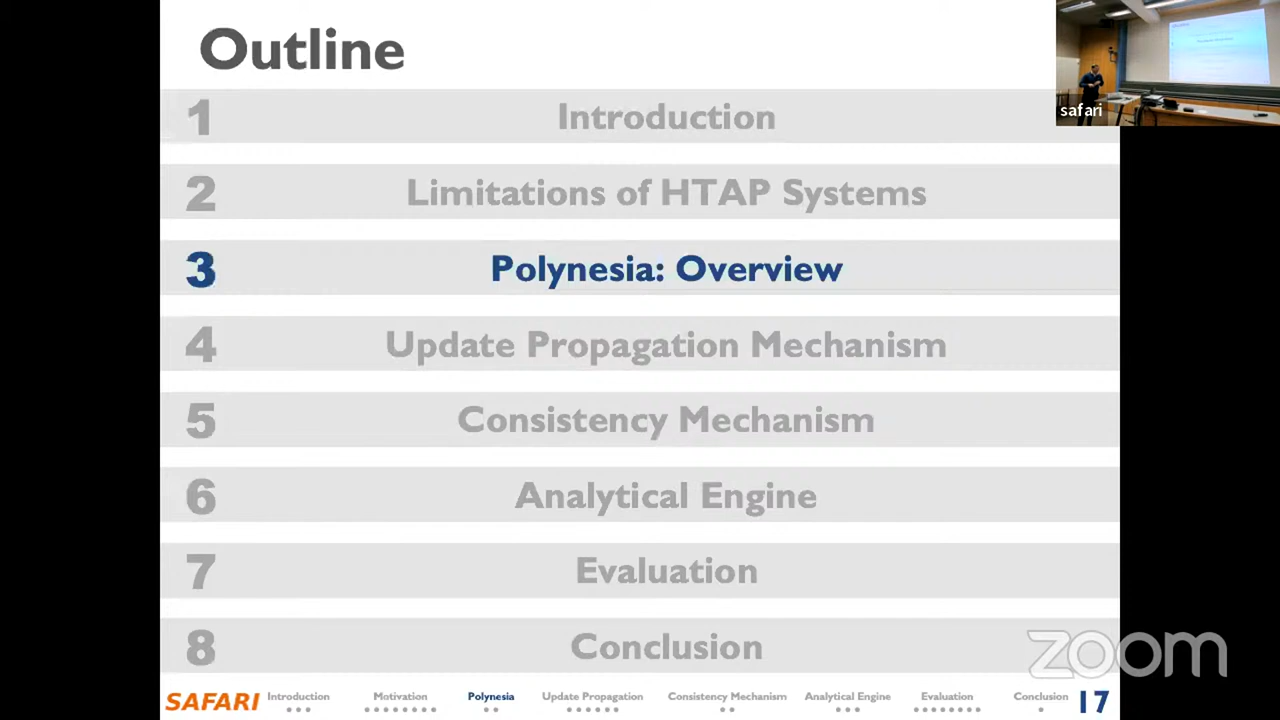 Outline
1 Introduction
2 Limitations of HTAP Systems
3 Polynesia: Overview
4 Update Propagation Mechanism
5 Consistency Mechanism
6 Analytical Engine
7 Evaluation
8 Conclusion
safari
zoom
SAFARI Introduction Motivation Polynesia Update Propagation Consistency Mechanism Analytical Engine Evaluation Conclusion 17